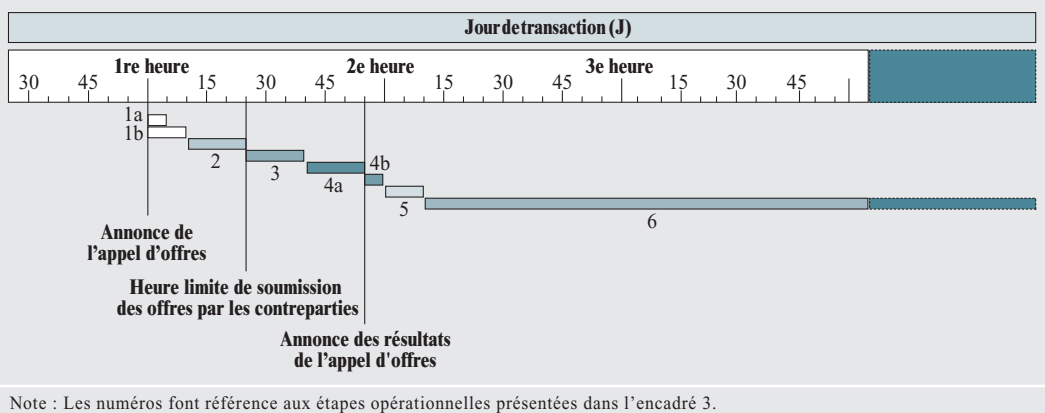 Jour de transaction (J)
1re heure 2e heure 3e heure
30 45 15 30 45 15 30 45 15 30 45
1a
1b
2
3
4a
4b
5
6
Annonce de
l’appel d’offres
Heure limite de soumission
des offres par les contreparties
Annonce des résultats
de l’appel d'offres
Note : Les numéros font référence aux étapes opérationnelles présentées dans l’encadré 3.